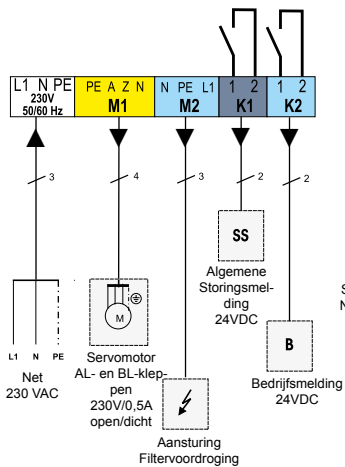 L1 N PE
230V
50/60 Hz
PE A Z N
M1
N PE L1
M2
1 2
K1
1 2
K2
3
4
3
2
2
SS
Algemene
Storingsmel-
ding
24VDC
S
N
M
B
L1 N PE
Net
230 VAC
Servomotor
AL- en BL-klep-
pen
230V/0,5A
open/dicht
Bedrijfsmelding
24VDC
Aansturing
Filtervoordroging